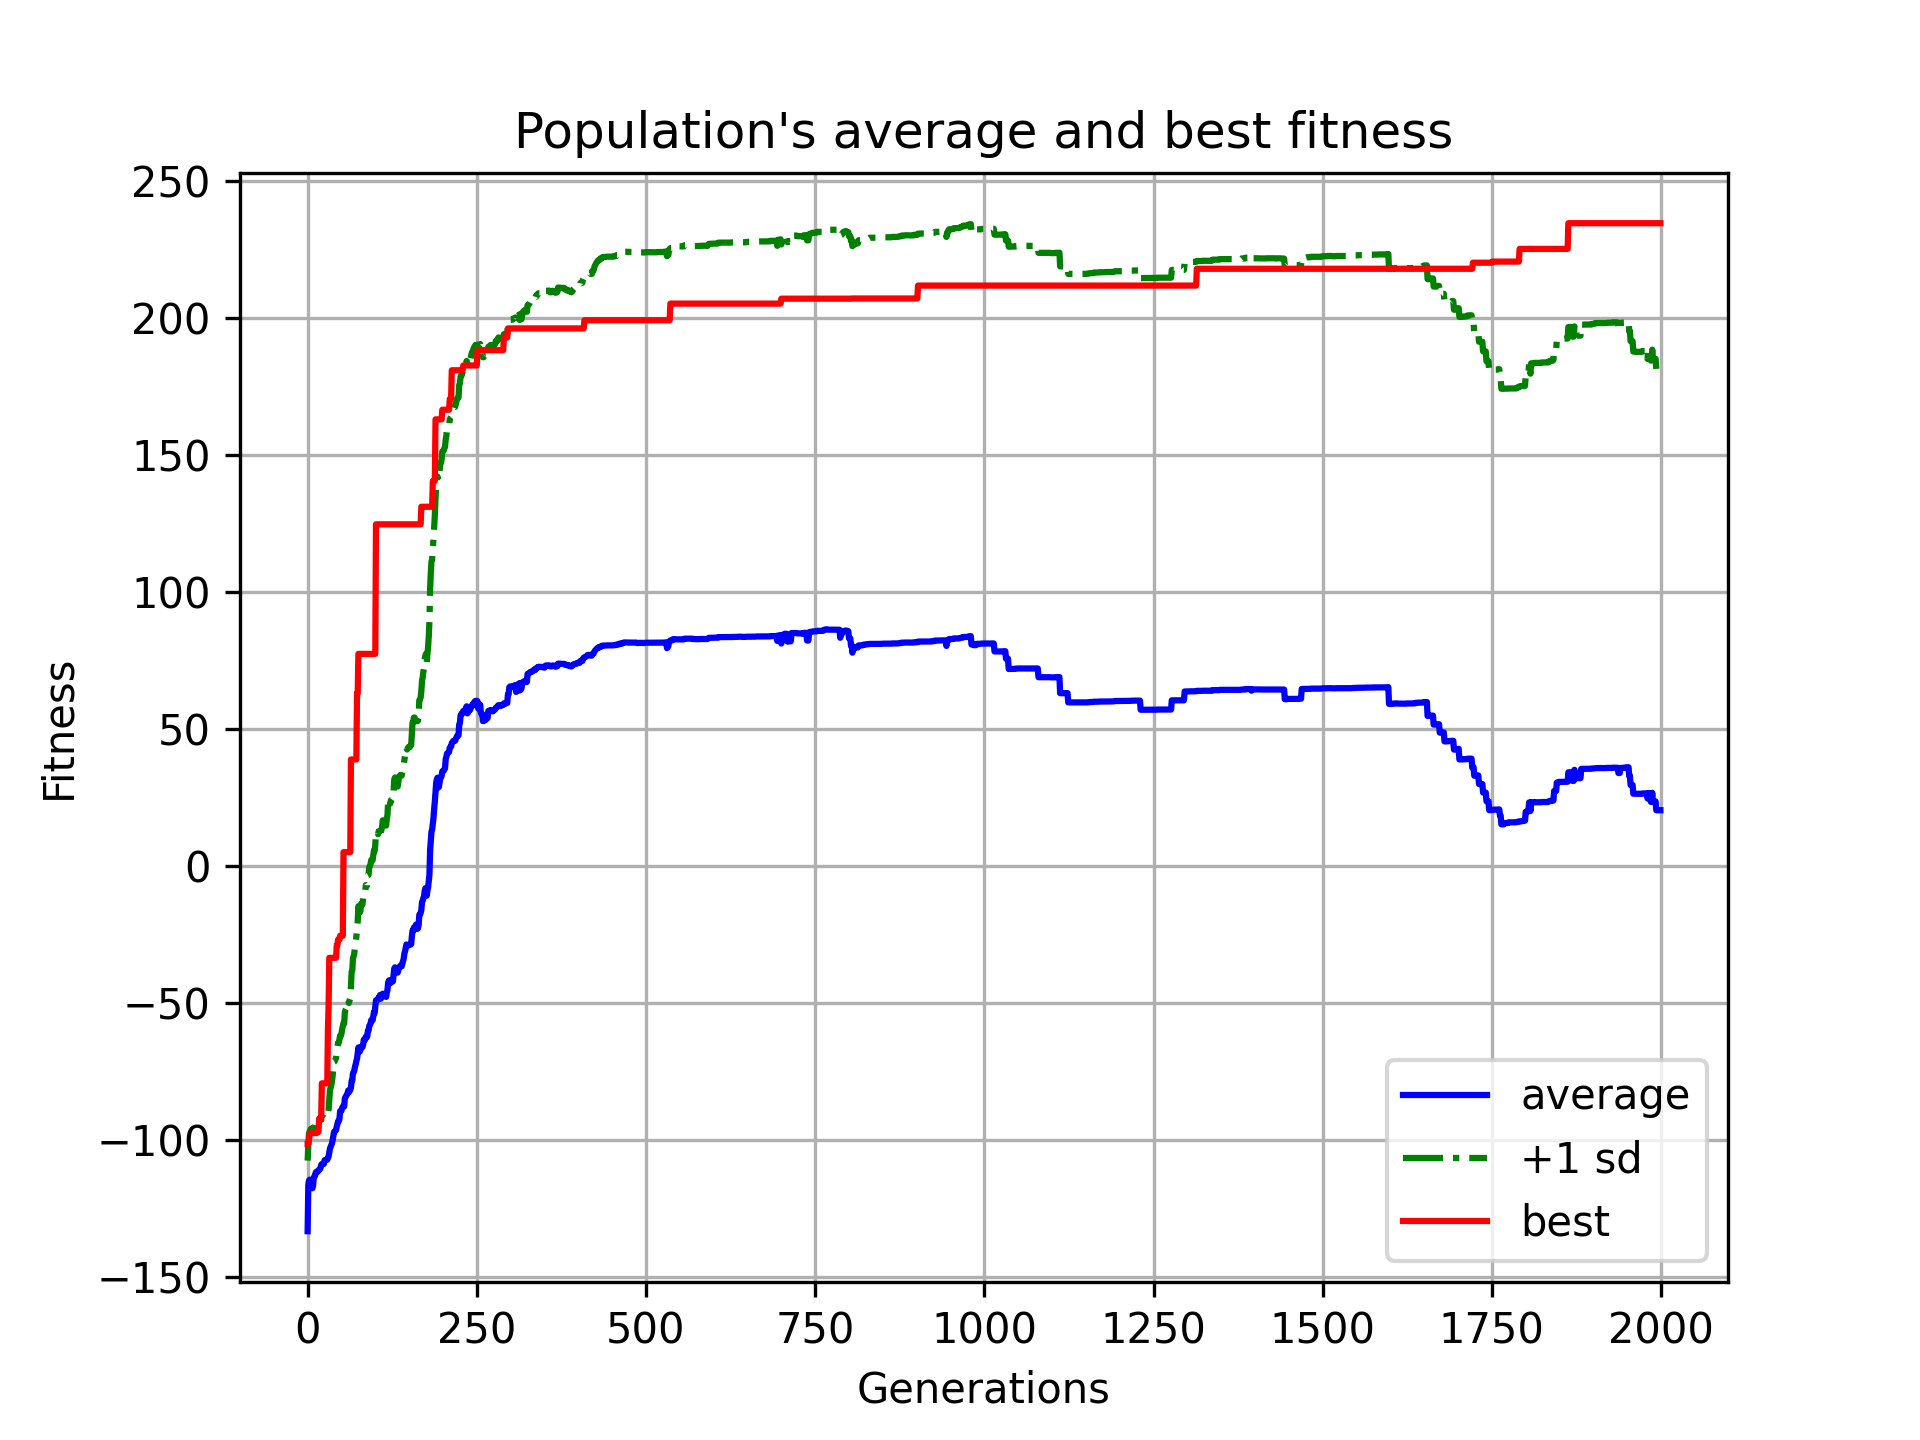 Population's average and best fitness
250
200
150
100
50
0
−50
−100
−150
Fitness
average
+1 sd
best
0 250 500 750 1000 1250 1500 1750 2000
Generations